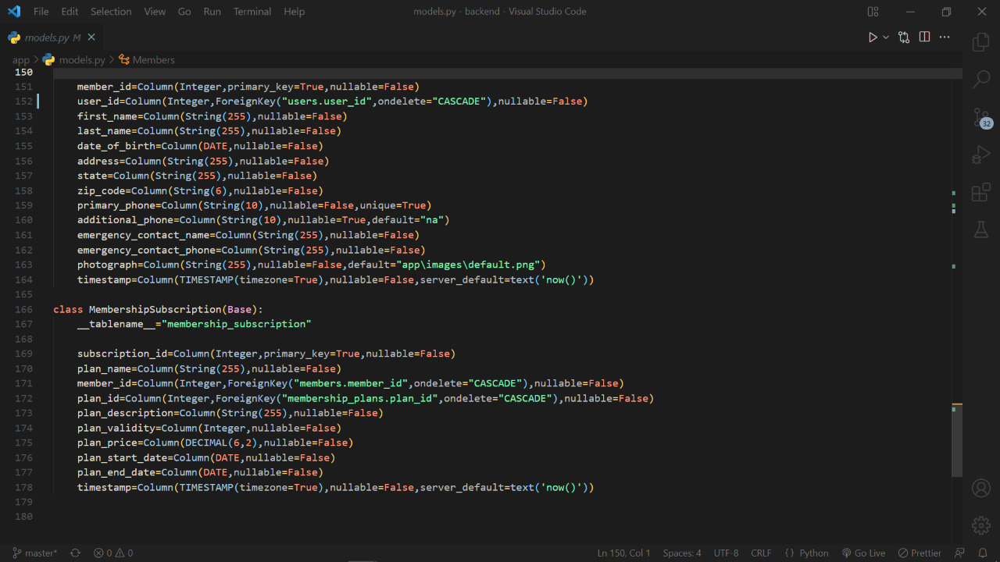 File Edit Selection View Go Run Terminal Help models.py - backend - Visual Studio Code
models.py M
app > models.py > Members
150
151 member_id=Column(Integer,primary_key=True,nullable=False)
152 user_id=Column(Integer,ForeignKey("users.user_id",ondelete="CASCADE"),nullable=False)
153 first_name=Column(String(255),nullable=False)
154 last_name=Column(String(255),nullable=False)
155 date_of_birth=Column(DATE,nullable=False)
156 address=Column(String(255),nullable=False)
157 state=Column(String(255),nullable=False)
158 zip_code=Column(String(6),nullable=False)
159 primary_phone=Column(String(10),nullable=False,unique=True)
160 additional_phone=Column(String(10),nullable=True,default="na")
161 emergency_contact_name=Column(String(255),nullable=False)
162 emergency_contact_phone=Column(String(255),nullable=False)
163 photograph=Column(String(255),nullable=False,default="app\images\default.png")
164 timestamp=Column(TIMESTAMP(timezone=True),nullable=False,server_default=text('now()'))
165
166 class MembershipSubscription(Base):
167 __tablename__="membership_subscription"
168
169 subscription_id=Column(Integer,primary_key=True,nullable=False)
170 plan_name=Column(String(255),nullable=False)
171 member_id=Column(Integer,ForeignKey("members.member_id",ondelete="CASCADE"),nullable=False)
172 plan_id=Column(Integer,ForeignKey("membership_plans.plan_id",ondelete="CASCADE"),nullable=False)
173 plan_description=Column(String(255),nullable=False)
174 plan_validity=Column(Integer,nullable=False)
175 plan_price=Column(DECIMAL(6,2),nullable=False)
176 plan_start_date=Column(DATE,nullable=False)
177 plan_end_date=Column(DATE,nullable=False)
178 timestamp=Column(TIMESTAMP(timezone=True),nullable=False,server_default=text('now()'))
179
180
32
master* 0 0 Ln 150, Col 1 Spaces: 4 UTF-8 CRLF {} Python Go Live Prettier